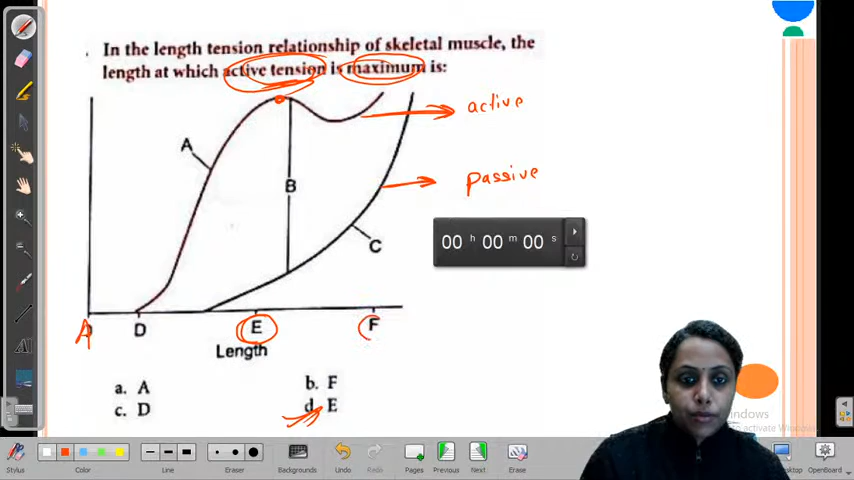 In the length tension relationship of skeletal muscle, the
length at which active tension is maximum is:
active
A
passive
B
C
00 h 00 m 00 s
A D E F
Length
a. A b. F
c. D d. E
Stylus Color Line Eraser Backgrounds Undo Redo Pages Previous Next Erase Desktop OpenBoard